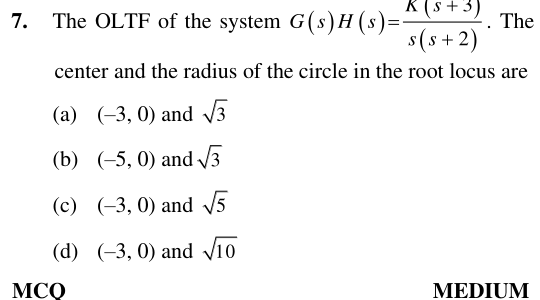 7. The OLTF of the system G(s)H(s)=K(s+3)/s(s+2). The
center and the radius of the circle in the root locus are
(a) (–3, 0) and √3
(b) (–5, 0) and √3
(c) (–3, 0) and √5
(d) (–3, 0) and √10
MCQ MEDIUM